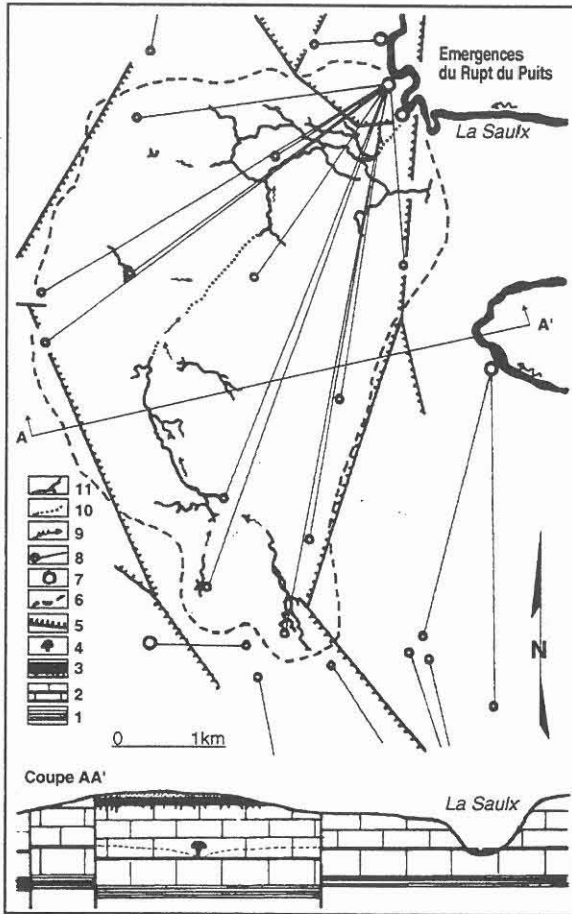 Emergences
du Rupt du Puits
La Saulx
A'
A
11
10
9
8
7
6
5
4
3
2
1
N
0 1km
Coupe AA'
La Saulx